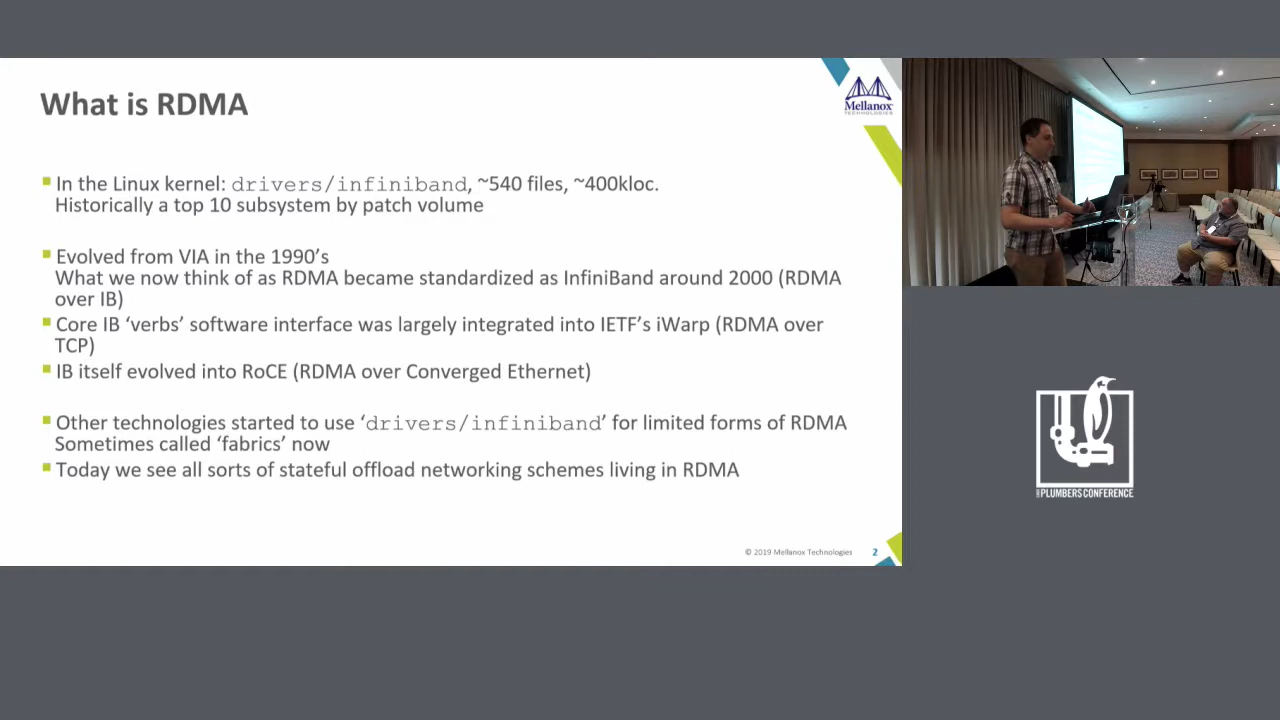 What is RDMA
Mellanox
TECHNOLOGIES
In the Linux kernel: drivers/infiniband, ~540 files, ~400kloc.
Historically a top 10 subsystem by patch volume
Evolved from VIA in the 1990's
What we now think of as RDMA became standardized as InfiniBand around 2000 (RDMA
over IB)
Core IB ‘verbs’ software interface was largely integrated into IETF’s iWarp (RDMA over
TCP)
IB itself evolved into RoCE (RDMA over Converged Ethernet)
Other technologies started to use ‘drivers/infiniband’ for limited forms of RDMA
Sometimes called ‘fabrics’ now
Today we see all sorts of stateful offload networking schemes living in RDMA
© 2019 Mellanox Technologies 2
PLUMBERS CONFERENCE